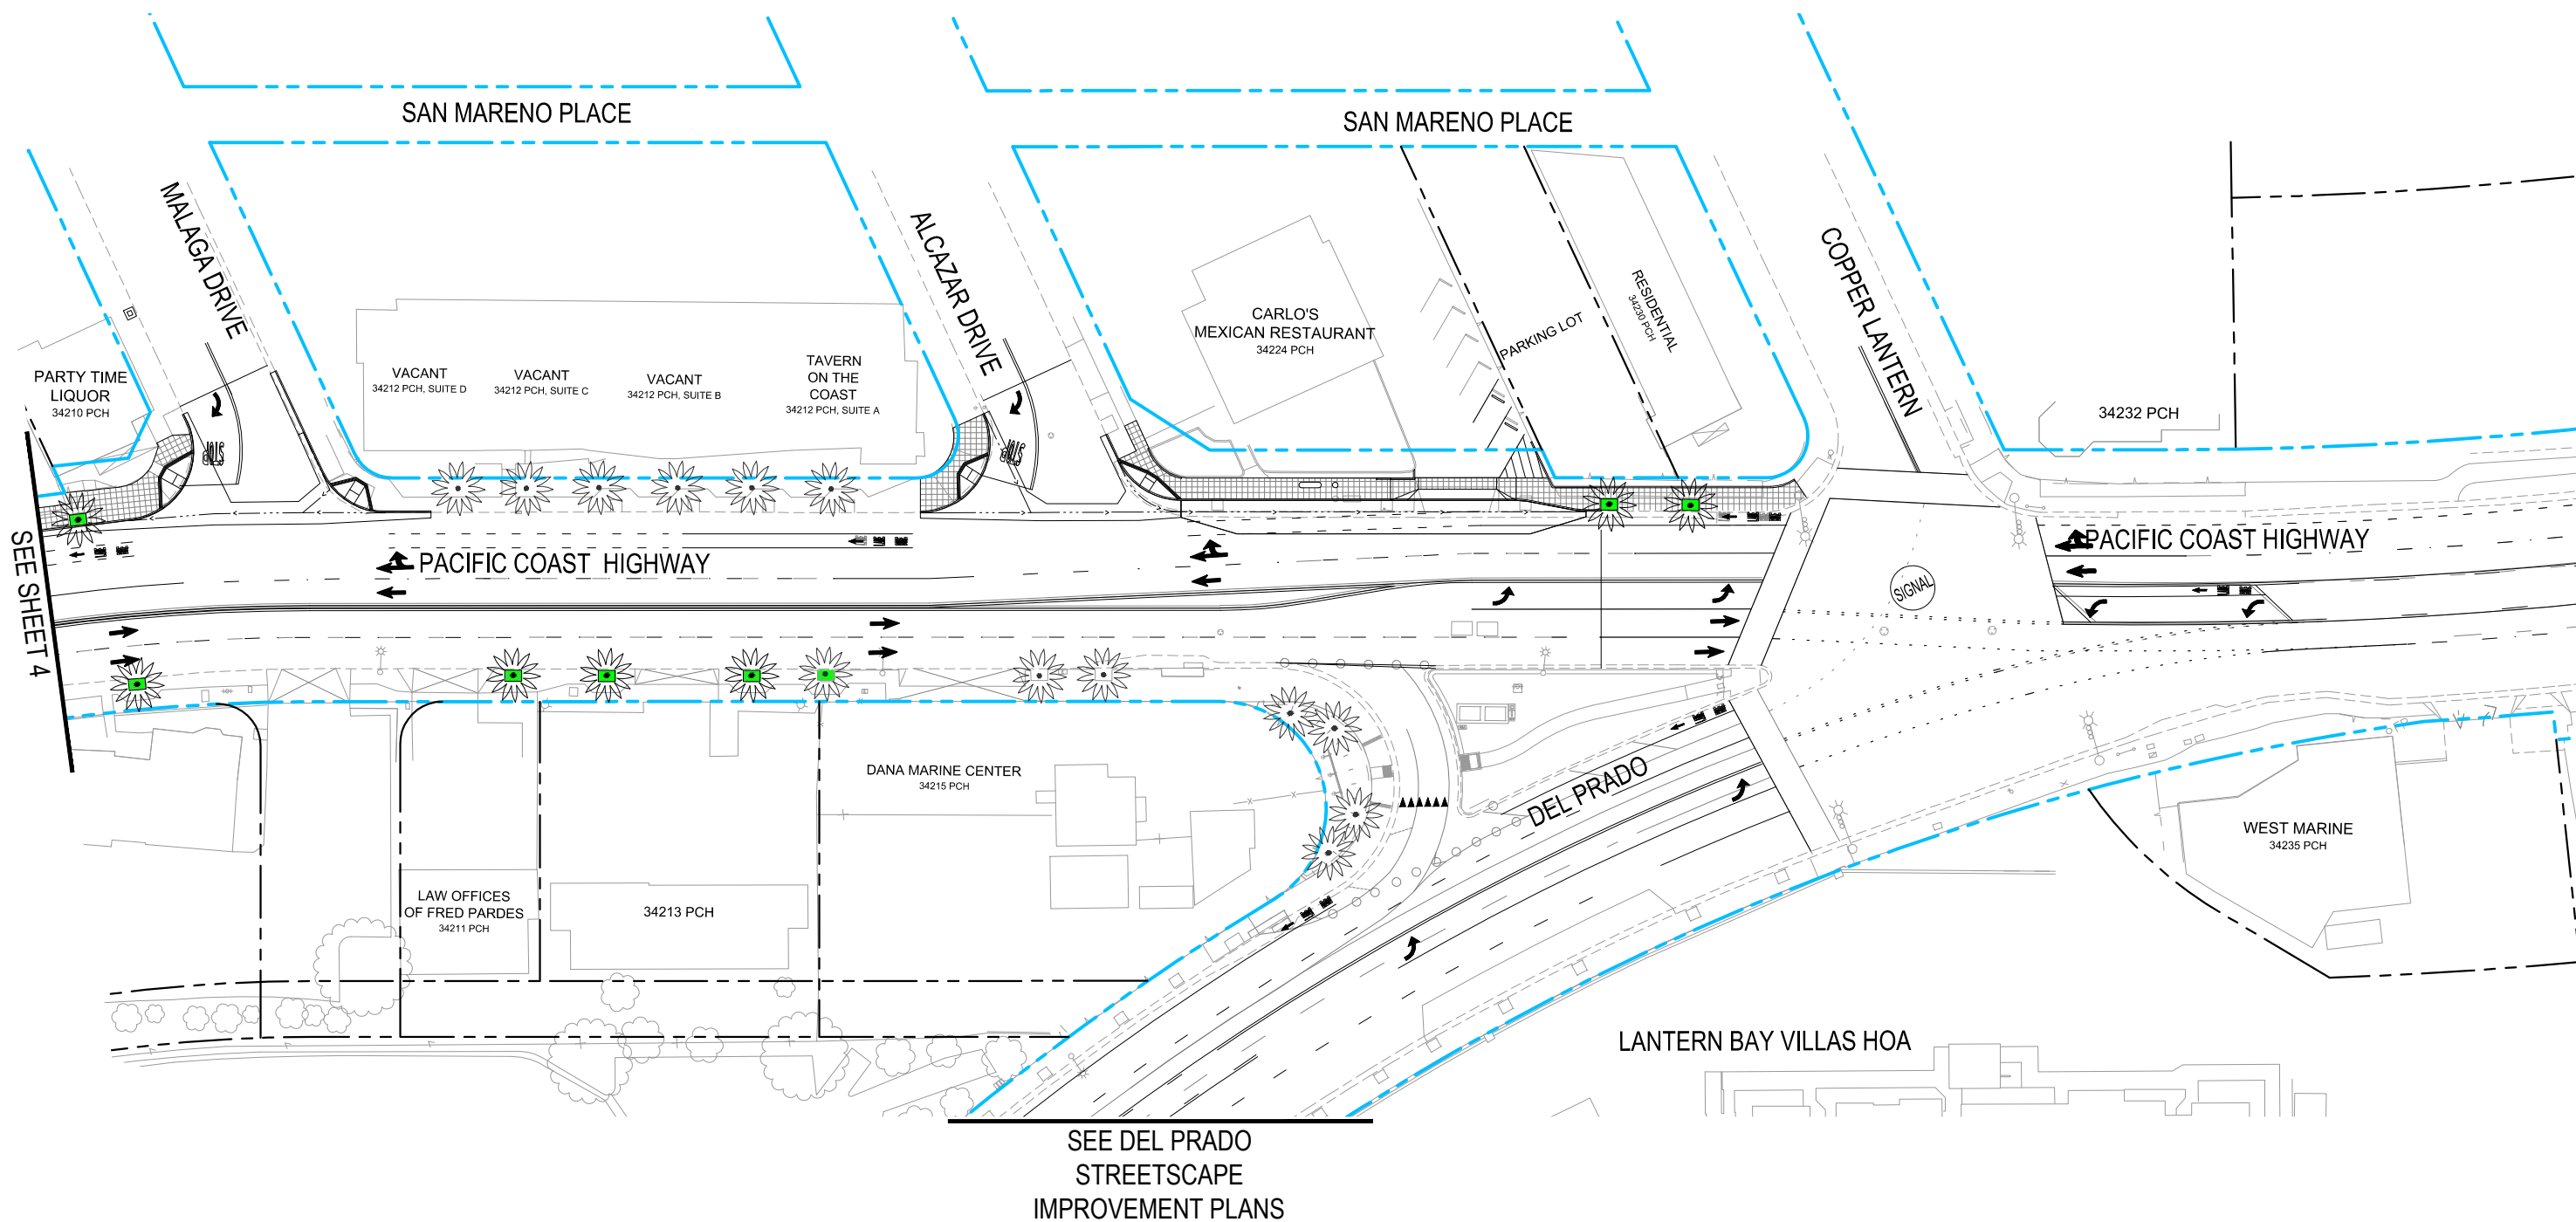 SAN MARENO PLACE
SAN MARENO PLACE
MALAGA DRIVE
ALCAZAR DRIVE
COPPER LANTERN
PARTY TIME
LIQUOR
34210 PCH
VACANT
34212 PCH, SUITE D
VACANT
34212 PCH, SUITE C
VACANT
34212 PCH, SUITE B
TAVERN
ON THE
COAST
34212 PCH, SUITE A
CARLO'S
MEXICAN RESTAURANT
34224 PCH
PARKING LOT
RESIDENTIAL
34230 PCH
34232 PCH
STOP
STOP
SEE SHEET 4
PACIFIC COAST HIGHWAY
PACIFIC COAST HIGHWAY
SIGNAL
DANA MARINE CENTER
34215 PCH
DEL PRADO
WEST MARINE
34235 PCH
LAW OFFICES
OF FRED PARDES
34211 PCH
34213 PCH
LANTERN BAY VILLAS HOA
SEE DEL PRADO
STREETSCAPE
IMPROVEMENT PLANS